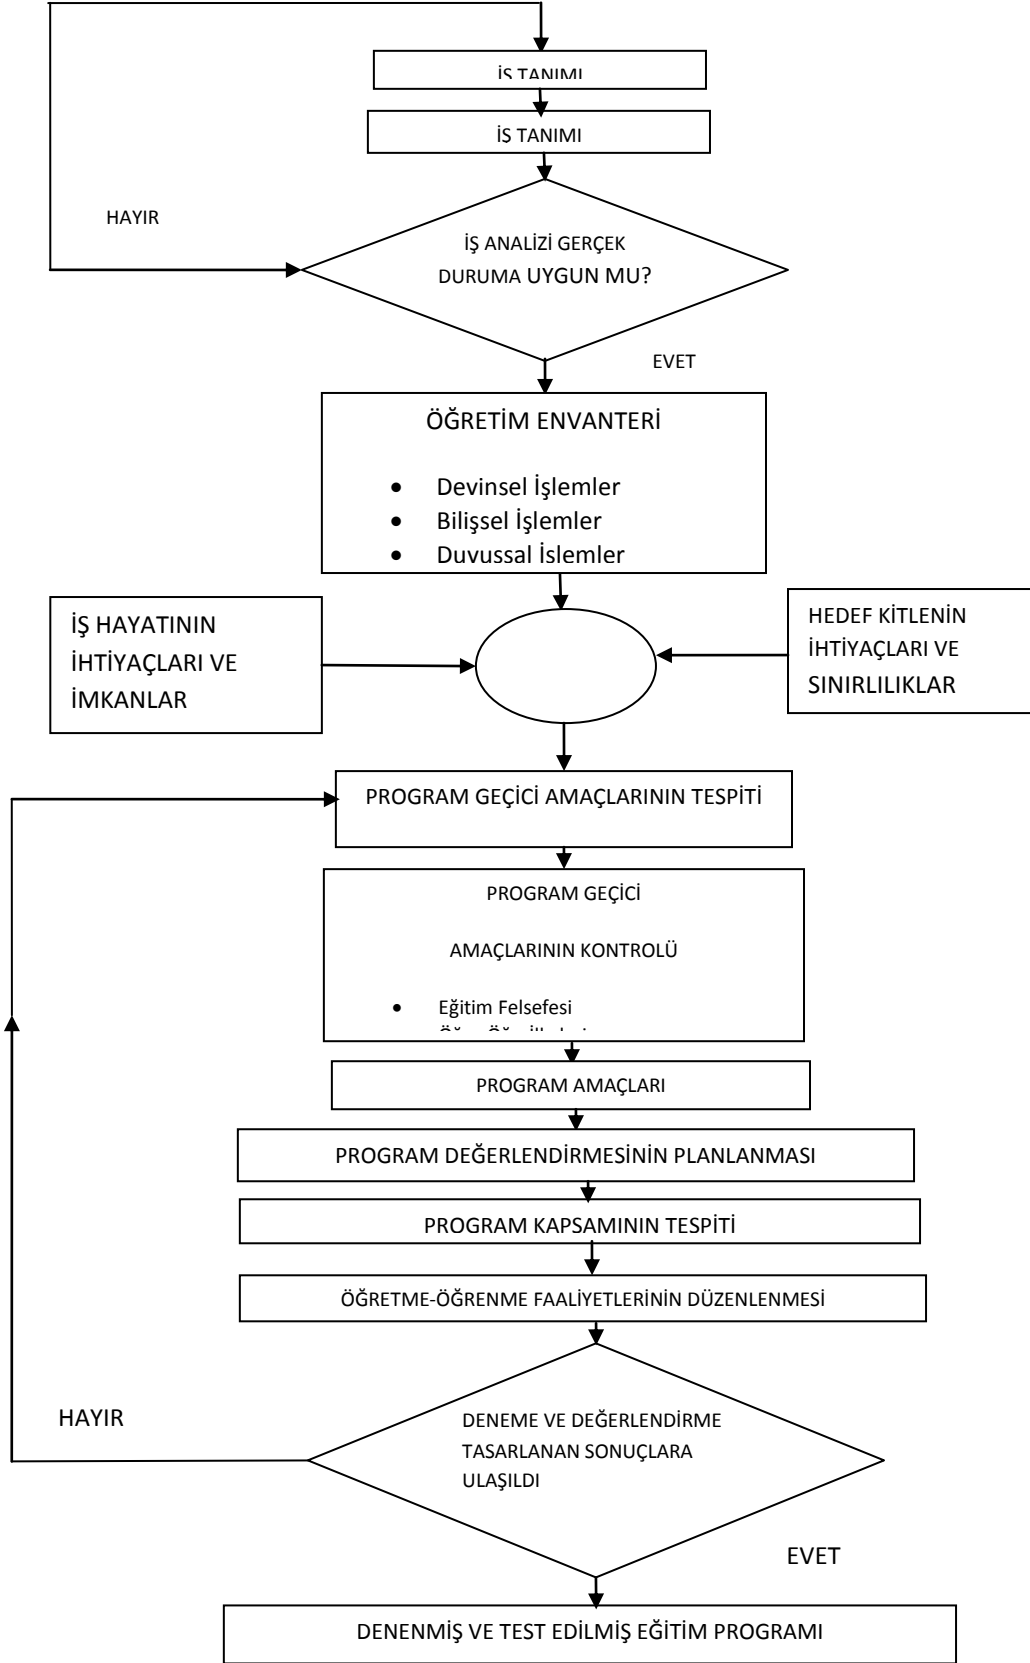 İŞ TANIMI
İŞ TANIMI
HAYIR
İŞ ANALİZİ GERÇEK
DURUMA UYGUN MU?
EVET
ÖĞRETİM ENVANTERİ
• Devinsel İşlemler
• Bilişsel İşlemler
• Duyuşsal İşlemler
İŞ HAYATININ
İHTİYAÇLARI VE
İMKANLAR
HEDEF KİTLENİN
İHTİYAÇLARI VE
SINIRLILIKLAR
PROGRAM GEÇİCİ AMAÇLARININ TESPİTİ
PROGRAM GEÇİCİ
AMAÇLARININ KONTROLÜ
• Eğitim Felsefesi
PROGRAM AMAÇLARI
PROGRAM DEĞERLENDİRMESİNİN PLANLANMASI
PROGRAM KAPSAMININ TESPİTİ
ÖĞRETME-ÖĞRENME FAALİYETLERİNİN DÜZENLENMESİ
HAYIR
DENEME VE DEĞERLENDİRME
TASARLANAN SONUÇLARA
ULAŞILDI
EVET
DENENMİŞ VE TEST EDİLMİŞ EĞİTİM PROGRAMI